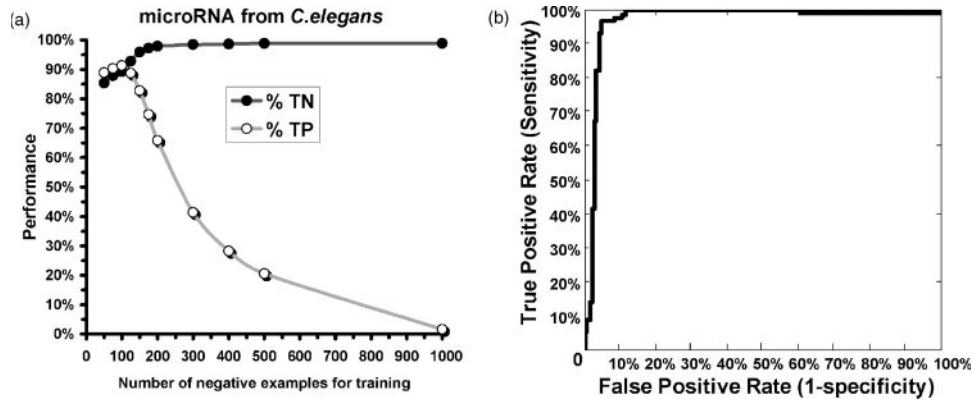 (a)
microRNA from C.elegans
100%
90%
80%
70%
60%
50%
40%
30%
20%
10%
0%
Performance
% TN
% TP
0 100 200 300 400 500 600 700 800 900 1000
Number of negative examples for training
(b)
100%
90%
80%
70%
60%
50%
40%
30%
20%
10%
True Positive Rate (Sensitivity)
0 10% 20% 30% 40% 50% 60% 70% 80% 90% 100%
False Positive Rate (1-specificity)